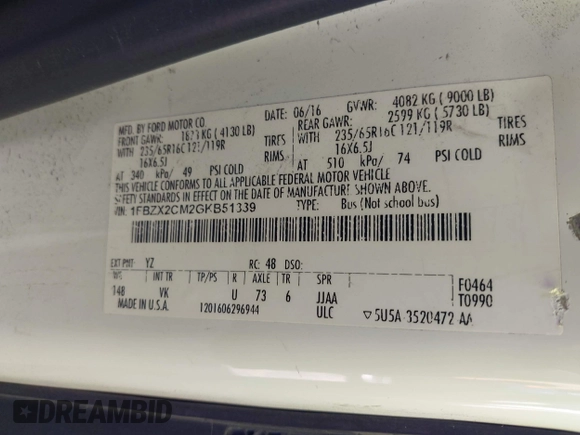 MFD. BY FORD MOTOR CO.
DATE: 06/16 GVWR: 4082 KG ( 9000 LB)
FRONT GAWR: 1873 KG ( 4130 LB)
REAR GAWR: 2599 KG ( 5730 LB)
WITH 235/65R16C 121/119R TIRES
WITH 235/65R16C 121/119R TIRES
16X6.5J RIMS
16X6.5J RIMS
AT 340 kPa/ 49 PSI COLD
AT 510 kPa/ 74 PSI COLD
THIS VEHICLE CONFORMS TO ALL APPLICABLE FEDERAL MOTOR VEHICLE
SAFETY STANDARDS IN EFFECT ON THE DATE OF MANUFACTURE SHOWN ABOVE.
VIN: 1FBZX2CM2GKB51339 TYPE: Bus (Not school bus)
EXT PNT: YZ RC: 48 DSO:
WB INT TR TP/PS R AXLE TR SPR
148 VK U 73 6 JJAA
MADE IN U.S.A. 1201606296944 ULC
F0464
T0990
▽5U5A-3520472 AA
DREAMBID